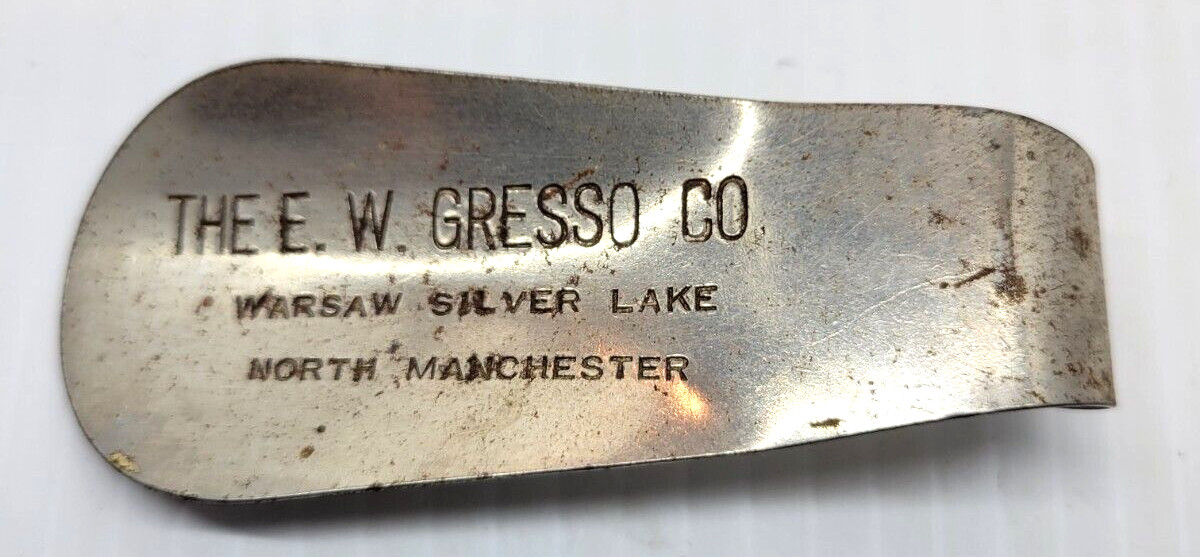 THE E. W. GRESSO CO
WARSAW SILVER LAKE
NORTH MANCHESTER